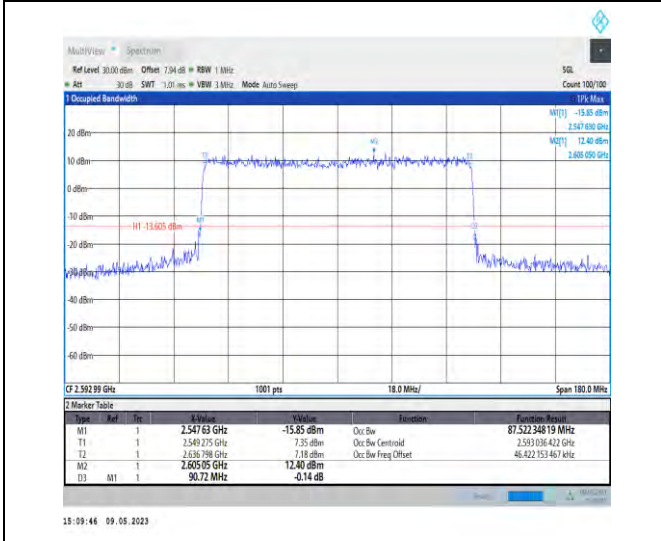 MultiView Spectrum
Ref Level 30.00 dBm Offset 7.94 dB RBW 1 MHz SGL
Att 30 dB SWT 1.01 ms VBW 3 MHz Mode Auto Sweep Count 100/100
1 Occupied Bandwidth 1Pk Max
M1[1] -15.85 dBm
2.547 630 GHz
20 dBm M2[1] 12.40 dBm
2.605 050 GHz
M2
T1
10 dBm
0 dBm
-10 dBm
M1
H1 -13.605 dBm
D3
-20 dBm
-30 dBm
-40 dBm
-50 dBm
-60 dBm
CF 2.592 99 GHz 1001 pts 18.0 MHz/ Span 180.0 MHz
2 Marker Table
Type Ref Trc X-Value Y-Value Function Function Result
M1 1 2.547 63 GHz -15.85 dBm Occ Bw 87.522 348 19 MHz
T1 1 2.549 275 GHz 7.35 dBm Occ Bw Centroid 2.593 036 422 GHz
T2 1 2.636 798 GHz 7.18 dBm Occ Bw Freq Offset 46.422 153 467 kHz
M2 1 2.605 05 GHz 12.40 dBm
D3 M1 1 90.72 MHz -0.14 dB
15:09:46 09.05.2023